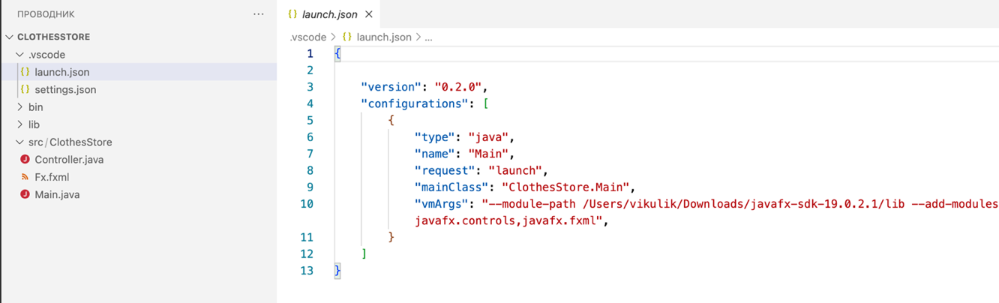 ПРОВОДНИК ···
CLOTHESSTORE
.vscode
{} launch.json
{} settings.json
bin
lib
src/ClothesStore
J Controller.java
Fx.fxml
J Main.java
{} launch.json ×
.vscode > {} launch.json > ...
1 {
2
3 "version": "0.2.0",
4 "configurations": [
5 {
6 "type": "java",
7 "name": "Main",
8 "request": "launch",
9 "mainClass": "ClothesStore.Main",
10 "vmArgs": "--module-path /Users/vikulik/Downloads/javafx-sdk-19.0.2.1/lib --add-modules
javafx.controls,javafx.fxml",
11 }
12 ]
13 }